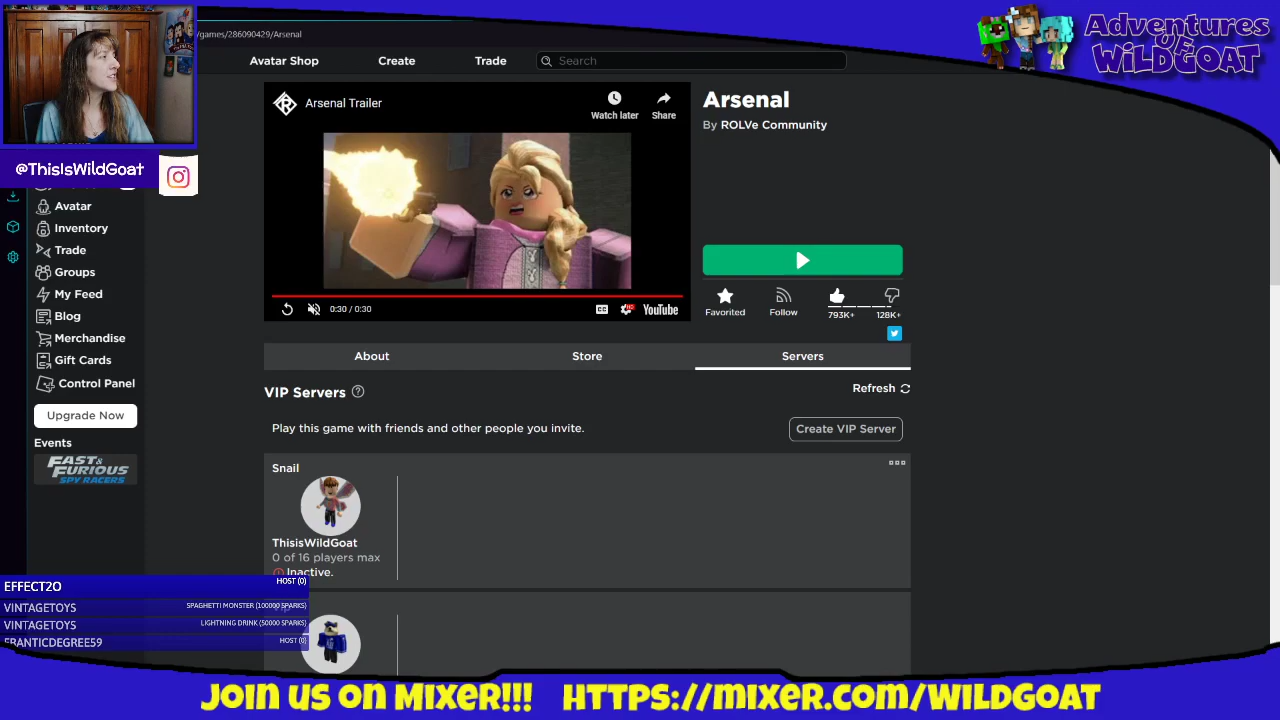 /games/286090429/Arsenal
Adventures
OF
WILDGOAT
Avatar Shop
Create
Trade
Search
Arsenal Trailer
Watch later
Share
0:30 / 0:30
CC
HD
YouTube
Arsenal
By ROLVe Community
Favorited
Follow
793K+
128K+
@ThisIsWildGoat
Avatar
Inventory
Trade
Groups
My Feed
Blog
Merchandise
Gift Cards
Control Panel
Upgrade Now
Events
FAST & FURIOUS
SPY RACERS
About
Store
Servers
VIP Servers
Refresh
Play this game with friends and other people you invite.
Create VIP Server
Snail
ThisisWildGoat
0 of 16 players max
Inactive.
EFFECT2O HOST (0)
VINTAGETOYS SPAGHETTI MONSTER (100000 SPARKS)
VINTAGETOYS LIGHTNING DRINK (50000 SPARKS)
FRANTICDEGREE59 HOST (0)
Join us on Mixer!!! HTTPS://mixer.com/WILDGOAT